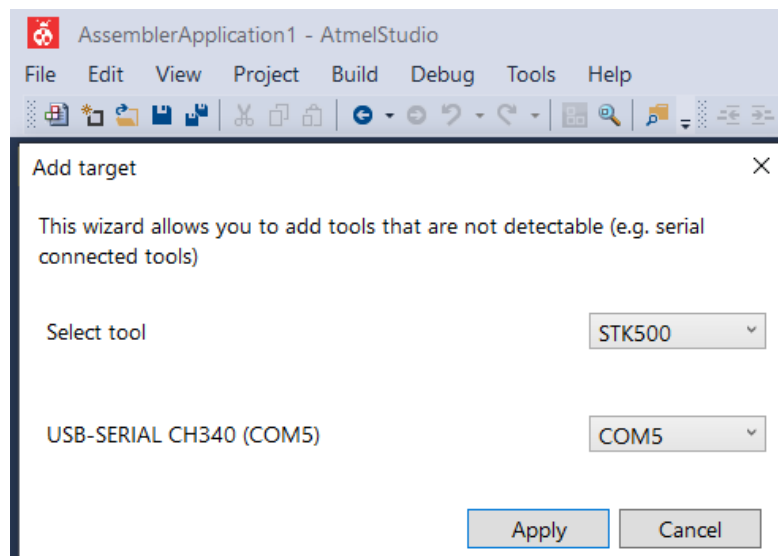 AssemblerApplication1 - AtmelStudio
File Edit View Project Build Debug Tools Help
Add target
This wizard allows you to add tools that are not detectable (e.g. serial
connected tools)
Select tool STK500
USB-SERIAL CH340 (COM5) COM5
Apply Cancel